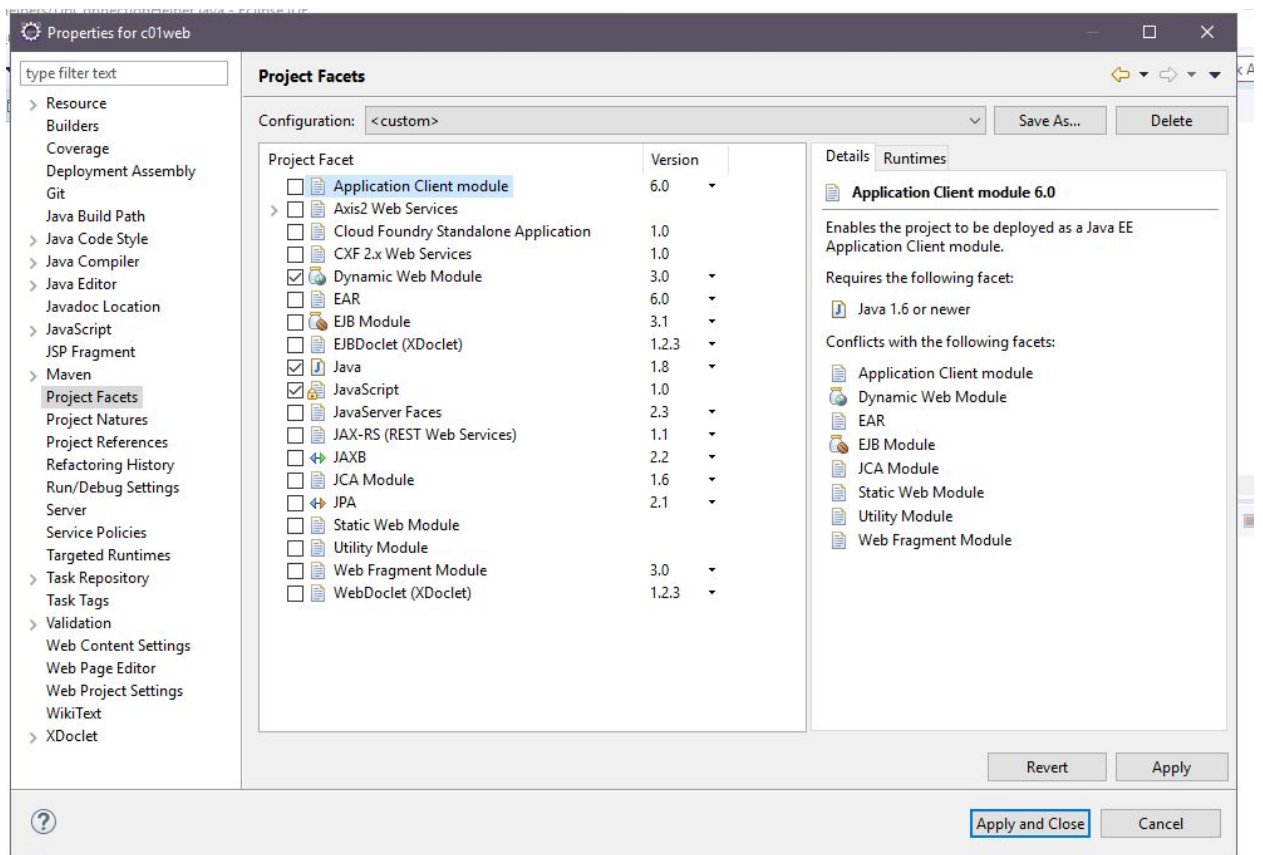 Properties for c01web
type filter text
Resource
Builders
Coverage
Deployment Assembly
Git
Java Build Path
Java Code Style
Java Compiler
Java Editor
Javadoc Location
JavaScript
JSP Fragment
Maven
Project Facets
Project Natures
Project References
Refactoring History
Run/Debug Settings
Server
Service Policies
Targeted Runtimes
Task Repository
Task Tags
Validation
Web Content Settings
Web Page Editor
Web Project Settings
WikiText
XDoclet
Project Facets
Configuration: <custom> Save As... Delete
Project Facet Version
Application Client module 6.0
Axis2 Web Services
Cloud Foundry Standalone Application 1.0
CXF 2.x Web Services 1.0
Dynamic Web Module 3.0
EAR 6.0
EJB Module 3.1
EJBDoclet (XDoclet) 1.2.3
Java 1.8
JavaScript 1.0
JavaServer Faces 2.3
JAX-RS (REST Web Services) 1.1
JAXB 2.2
JCA Module 1.6
JPA 2.1
Static Web Module
Utility Module
Web Fragment Module 3.0
WebDoclet (XDoclet) 1.2.3
Details Runtimes
Application Client module 6.0
Enables the project to be deployed as a Java EE
Application Client module.
Requires the following facet:
Java 1.6 or newer
Conflicts with the following facets:
Application Client module
Dynamic Web Module
EAR
EJB Module
JCA Module
Static Web Module
Utility Module
Web Fragment Module
Revert Apply
Apply and Close Cancel